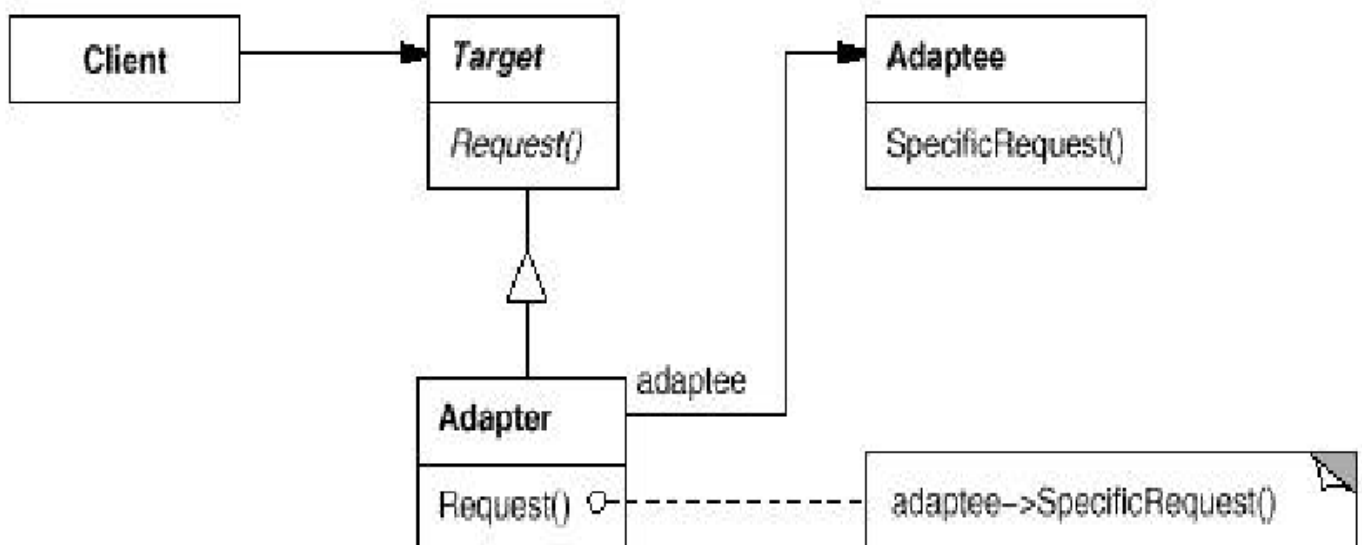 Client
Target
Request()
Adaptee
SpecificRequest()
adaptee
Adapter
Request()
adaptee–>SpecificRequest()